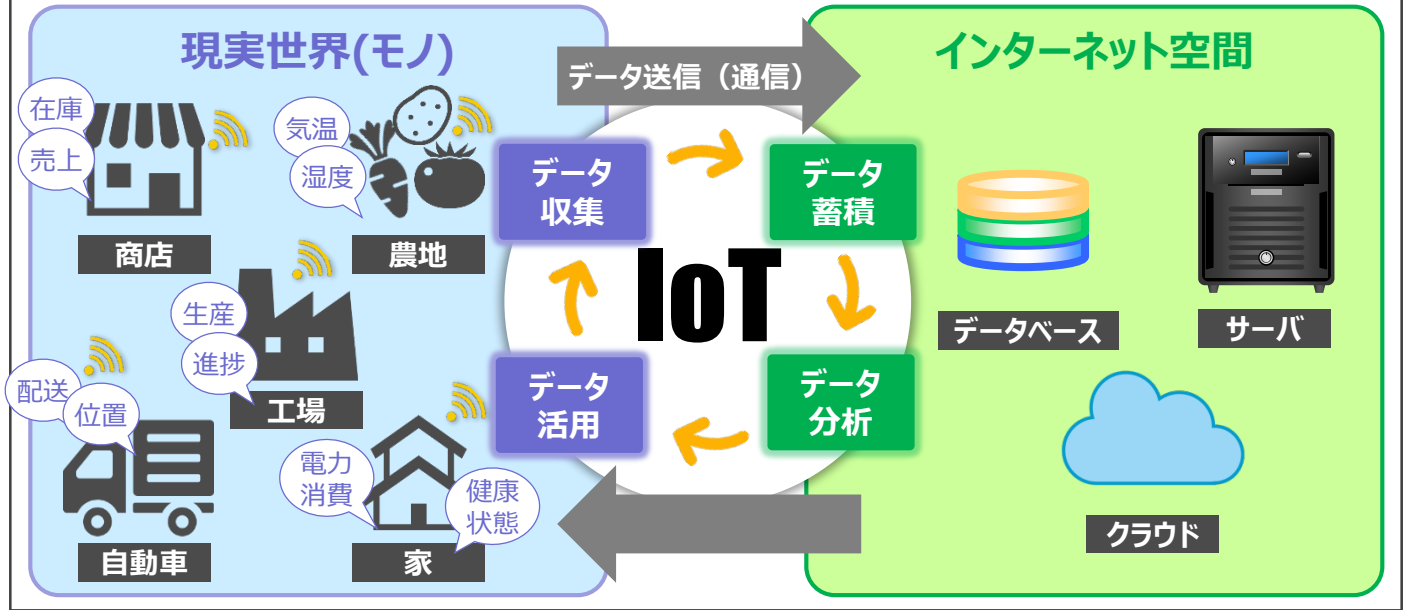 現実世界(モノ)
データ送信（通信）
インターネット空間
在庫
売上
商店
気温
湿度
農地
生産
進捗
工場
配送
位置
自動車
電力
消費
健康
状態
家
データ
収集
データ
蓄積
IoT
データ
活用
データ
分析
データベース
サーバ
クラウド